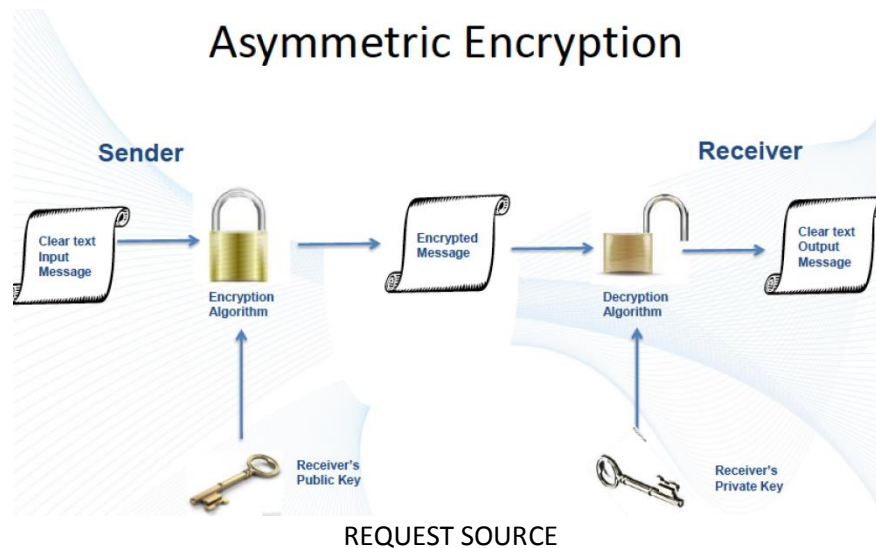 Asymmetric Encryption
Sender
Receiver
Clear text
Input
Message
Encryption
Algorithm
Encrypted
Message
Decryption
Algorithm
Clear text
Output
Message
Receiver's
Public Key
Receiver's
Private Key
REQUEST SOURCE